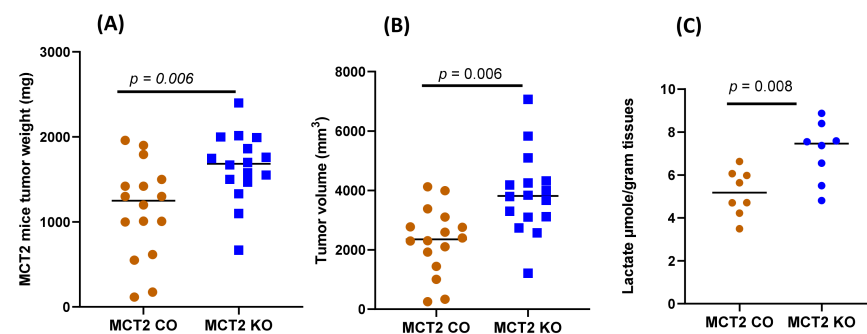 (A)
MCT2 mice tumor weight (mg)
3000
2000
1000
0
p = 0.006
MCT2 CO MCT2 KO
(B)
Tumor volume (mm³)
8000
6000
4000
2000
0
p = 0.006
MCT2 CO MCT2 KO
(C)
Lactate µmole/gram tissues
10
8
6
4
2
0
p = 0.008
MCT2 CO MCT2 KO